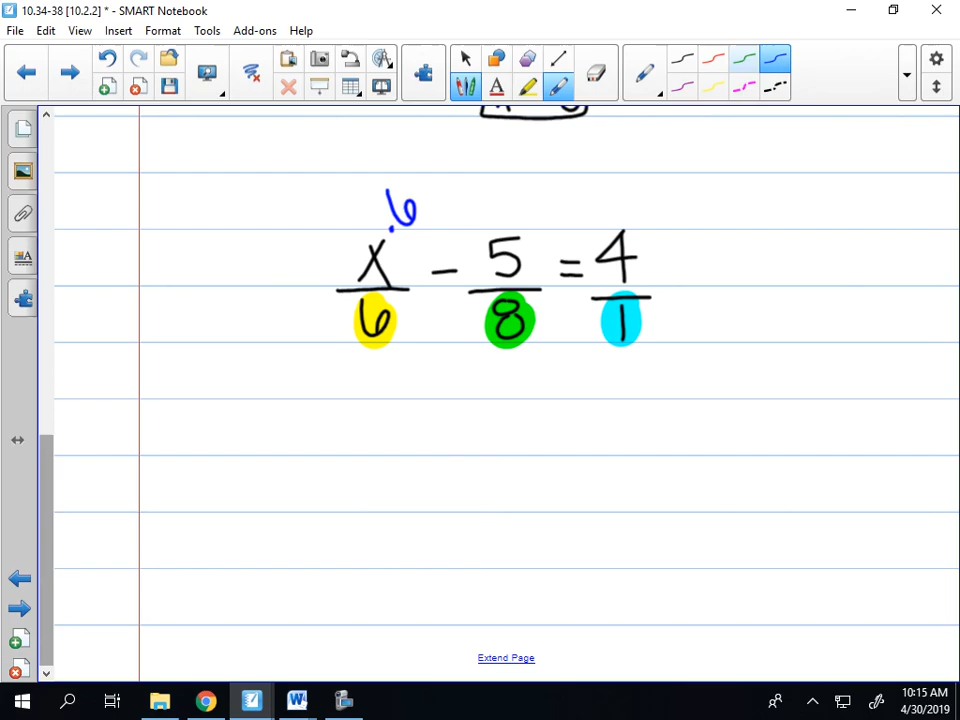 10.34-38 [10.2.2] * - SMART Notebook
File Edit View Insert Format Tools Add-ons Help
.6
x - 5 = 4
6 8 1
Extend Page
10:15 AM
4/30/2019